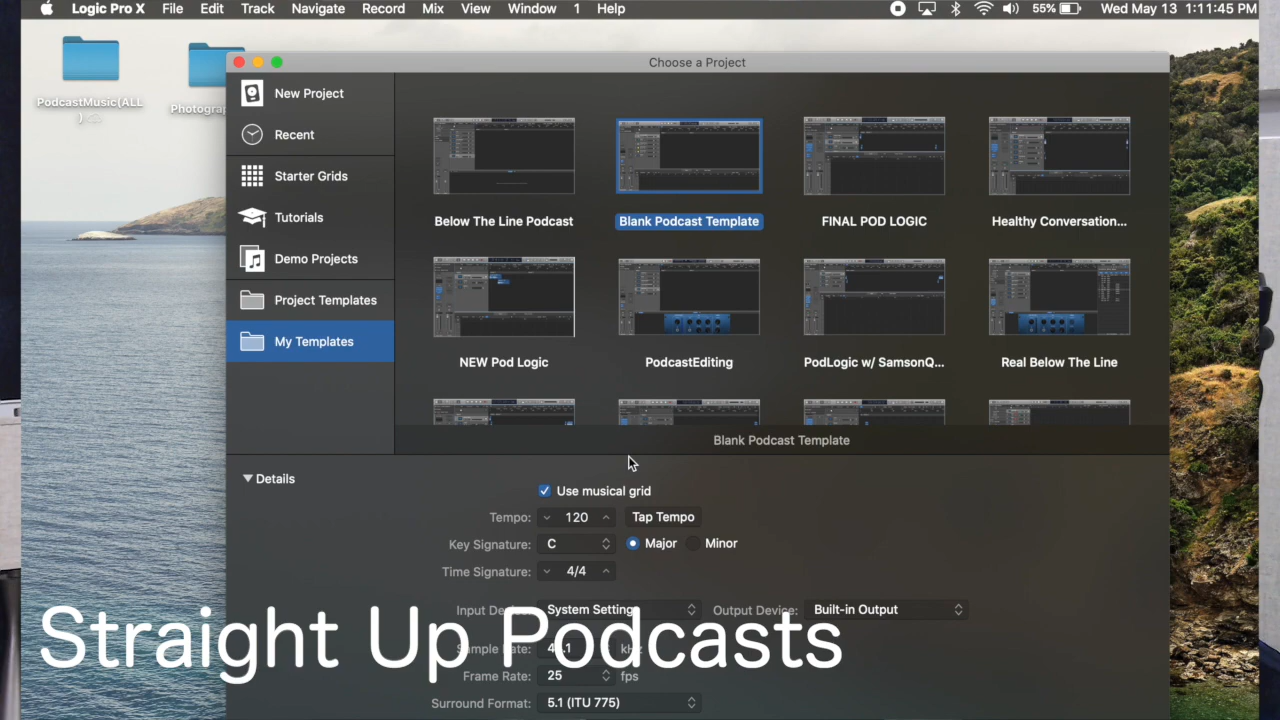 Logic Pro X File Edit Track Navigate Record Mix View Window 1 Help 55% Wed May 13 1:11:45 PM
PodcastMusic(ALL
)
Photograp
Choose a Project
New Project
Recent
Starter Grids
Tutorials
Demo Projects
Project Templates
My Templates
Below The Line Podcast
Blank Podcast Template
FINAL POD LOGIC
Healthy Conversation...
NEW Pod Logic
PodcastEditing
PodLogic w/ SamsonQ...
Real Below The Line
Blank Podcast Template
Details
Use musical grid
Tempo: 120 Tap Tempo
Key Signature: C Major Minor
Time Signature: 4/4
System Setting Output Device: Built-in Output
Straight Up Podcasts
Frame Rate: 25 fps
Surround Format: 5.1 (ITU 775)